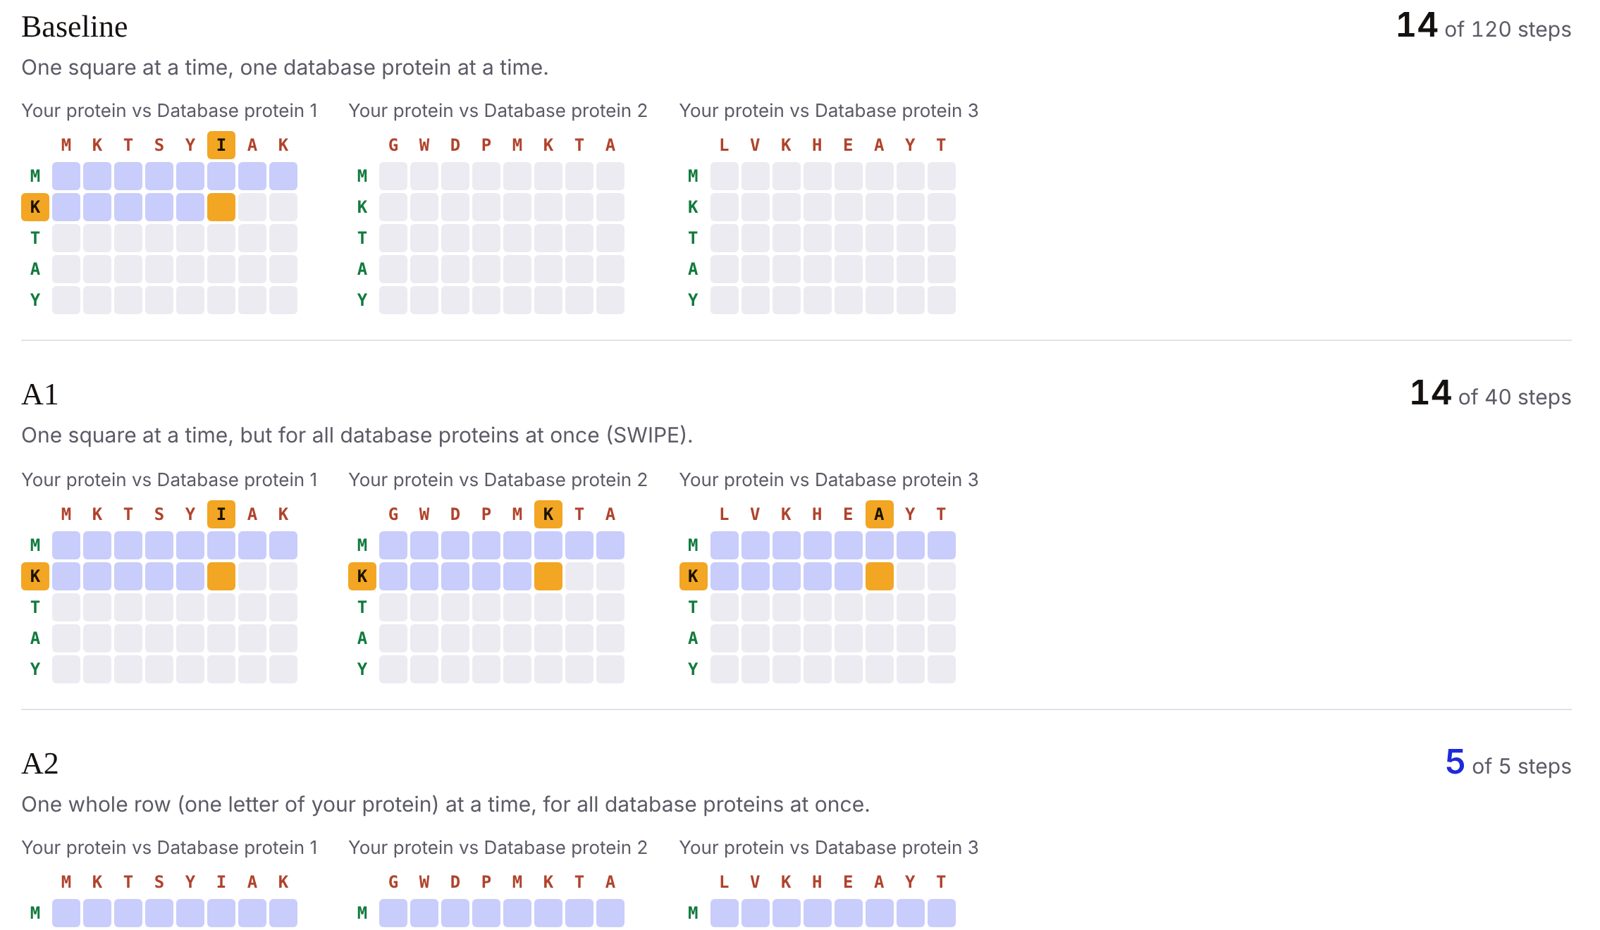 Baseline
14 of 120 steps
One square at a time, one database protein at a time.
Your protein vs Database protein 1
M K T S Y I A K
M
K
T
A
Y
Your protein vs Database protein 2
G W D P M K T A
M
K
T
A
Y
Your protein vs Database protein 3
L V K H E A Y T
M
K
T
A
Y
A1
14 of 40 steps
One square at a time, but for all database proteins at once (SWIPE).
Your protein vs Database protein 1
M K T S Y I A K
M
K
T
A
Y
Your protein vs Database protein 2
G W D P M K T A
M
K
T
A
Y
Your protein vs Database protein 3
L V K H E A Y T
M
K
T
A
Y
A2
5 of 5 steps
One whole row (one letter of your protein) at a time, for all database proteins at once.
Your protein vs Database protein 1
M K T S Y I A K
M
Your protein vs Database protein 2
G W D P M K T A
M
Your protein vs Database protein 3
L V K H E A Y T
M